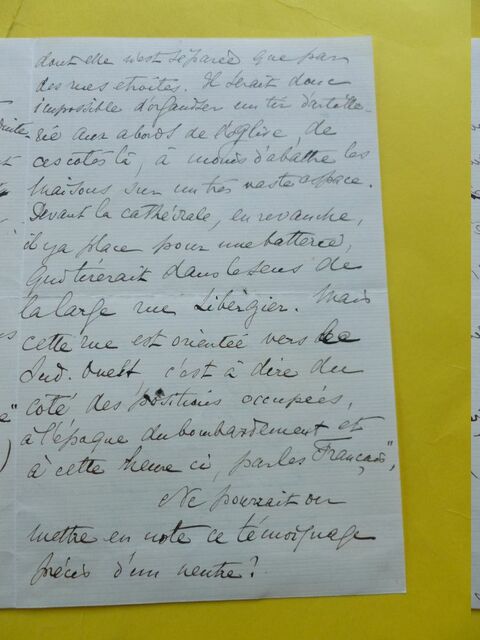 dont elle n'est séparée que par
des rues étroites. Il serait donc
impossible d'organiser un tir d'artille-
rie aux abords de l'église, de
ces côtés là, à moins d'abattre les
maisons sur un très vaste espace.
Devant la cathédrale, en revanche,
il y a place pour une batterie,
qui tirerait dans le sens de
la large rue Libergier. Mais
cette rue est orientée vers le
Sud-Ouest c'est à dire du
côté des positions occupées,
à l'époque du bombardement et
à cette heure ci, par les Français",
Ne pourrait on
mettre en note ce témoignage
précis d'un neutre?